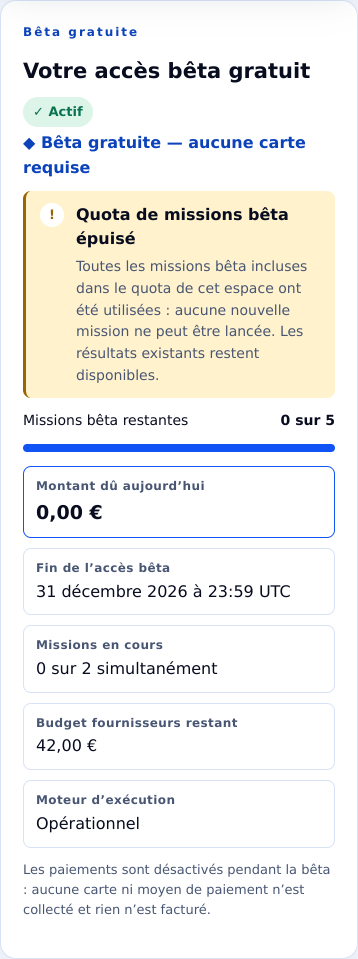 Bêta gratuite
Votre accès bêta gratuit
✓ Actif
◆ Bêta gratuite — aucune carte
requise
!
Quota de missions bêta
épuisé
Toutes les missions bêta incluses
dans le quota de cet espace ont
été utilisées : aucune nouvelle
mission ne peut être lancée. Les
résultats existants restent
disponibles.
Missions bêta restantes 0 sur 5
Montant dû aujourd’hui
0,00 €
Fin de l’accès bêta
31 décembre 2026 à 23:59 UTC
Missions en cours
0 sur 2 simultanément
Budget fournisseurs restant
42,00 €
Moteur d’exécution
Opérationnel
Les paiements sont désactivés pendant la bêta
: aucune carte ni moyen de paiement n’est
collecté et rien n’est facturé.